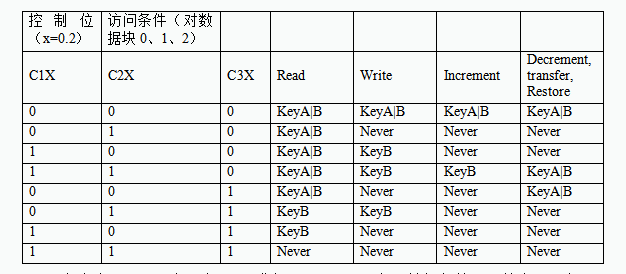 控制位 访问条件（对数
（x=0.2） 据块 0、1、2）
C1X C2X C3X Read Write Increment Decrement,
transfer,
Restore
0 0 0 KeyA|B KeyA|B KeyA|B KeyA|B
0 1 0 KeyA|B Never Never Never
1 0 0 KeyA|B KeyB Never Never
1 1 0 KeyA|B KeyB KeyB KeyA|B
0 0 1 KeyA|B Never Never KeyA|B
0 1 1 KeyB KeyB Never Never
1 0 1 KeyB Never Never Never
1 1 1 Never Never Never Never